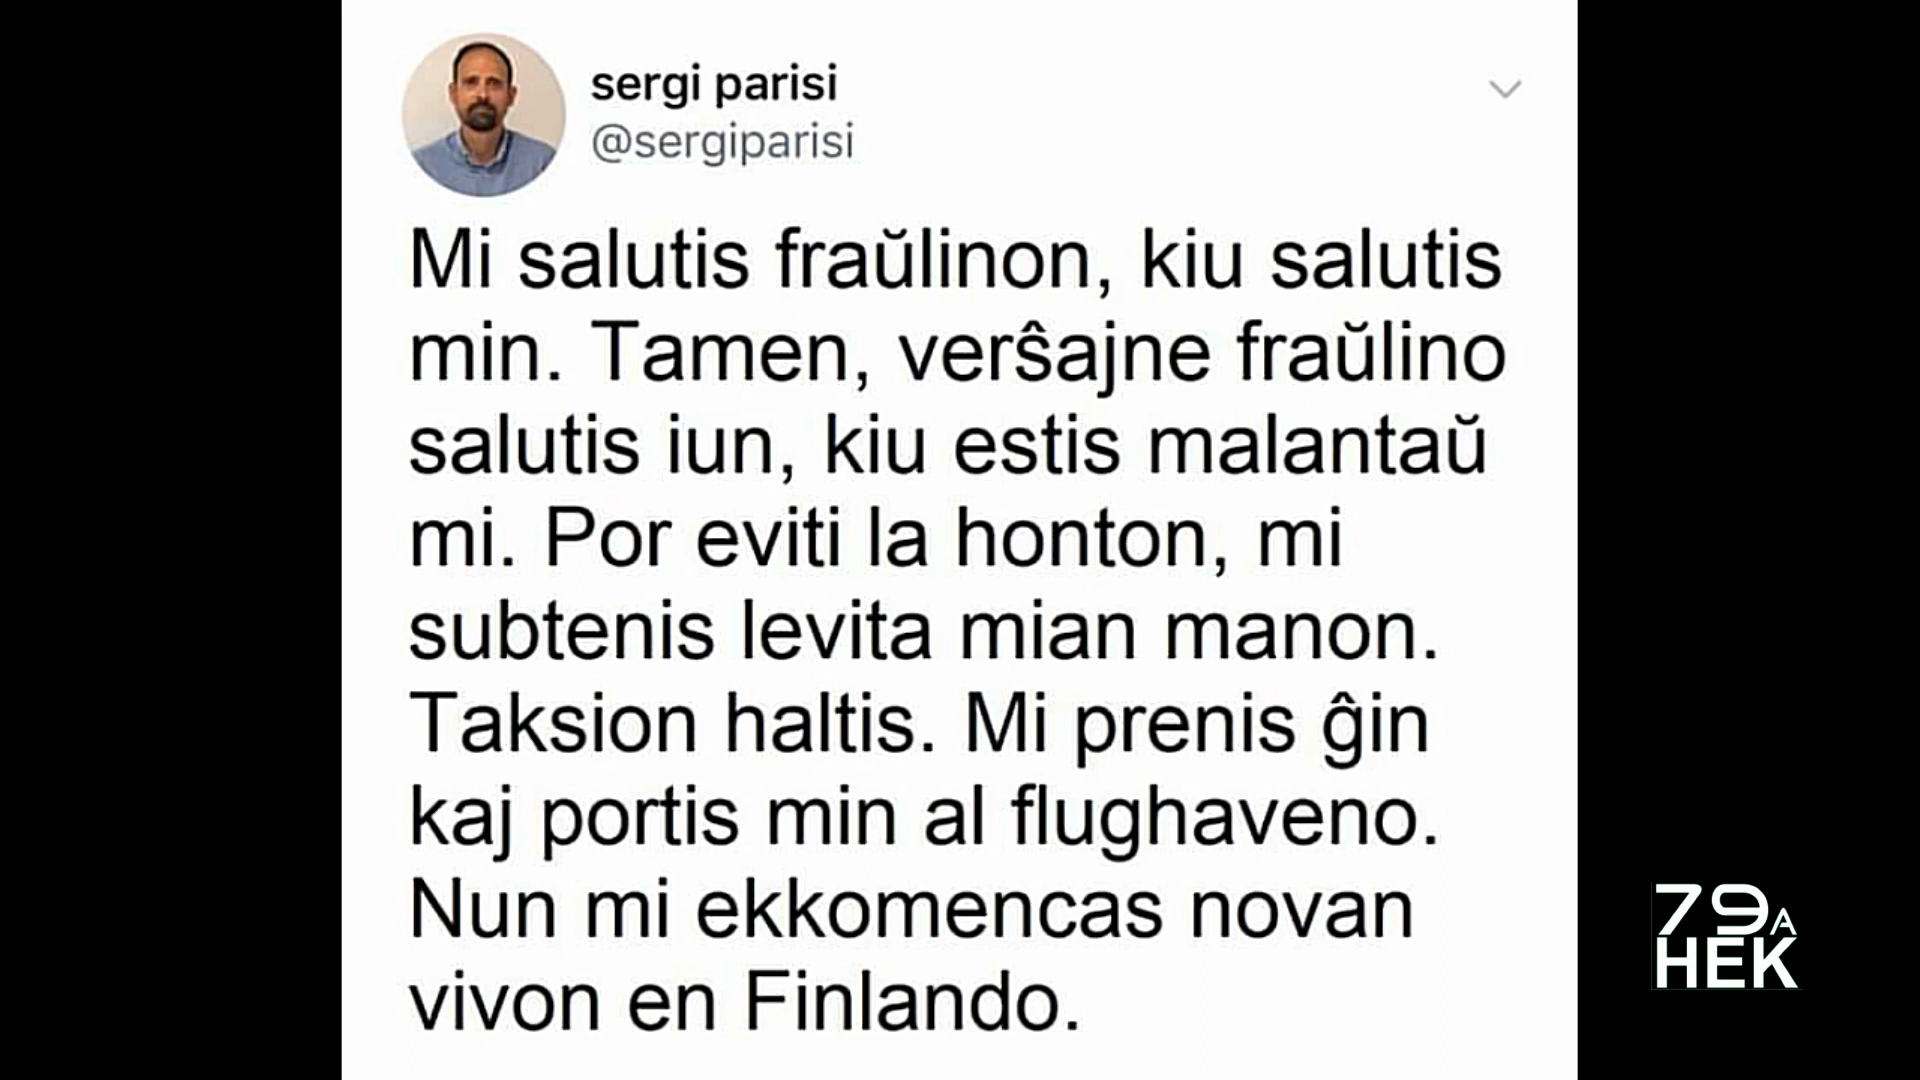 sergi parisi
@sergiparisi
Mi salutis fraŭlinon, kiu salutis
min. Tamen, verŝajne fraŭlino
salutis iun, kiu estis malantaŭ
mi. Por eviti la honton, mi
subtenis levita mian manon.
Taksion haltis. Mi prenis ĝin
kaj portis min al flughaveno.
Nun mi ekkomencas novan
vivon en Finlando.
79A
HEK